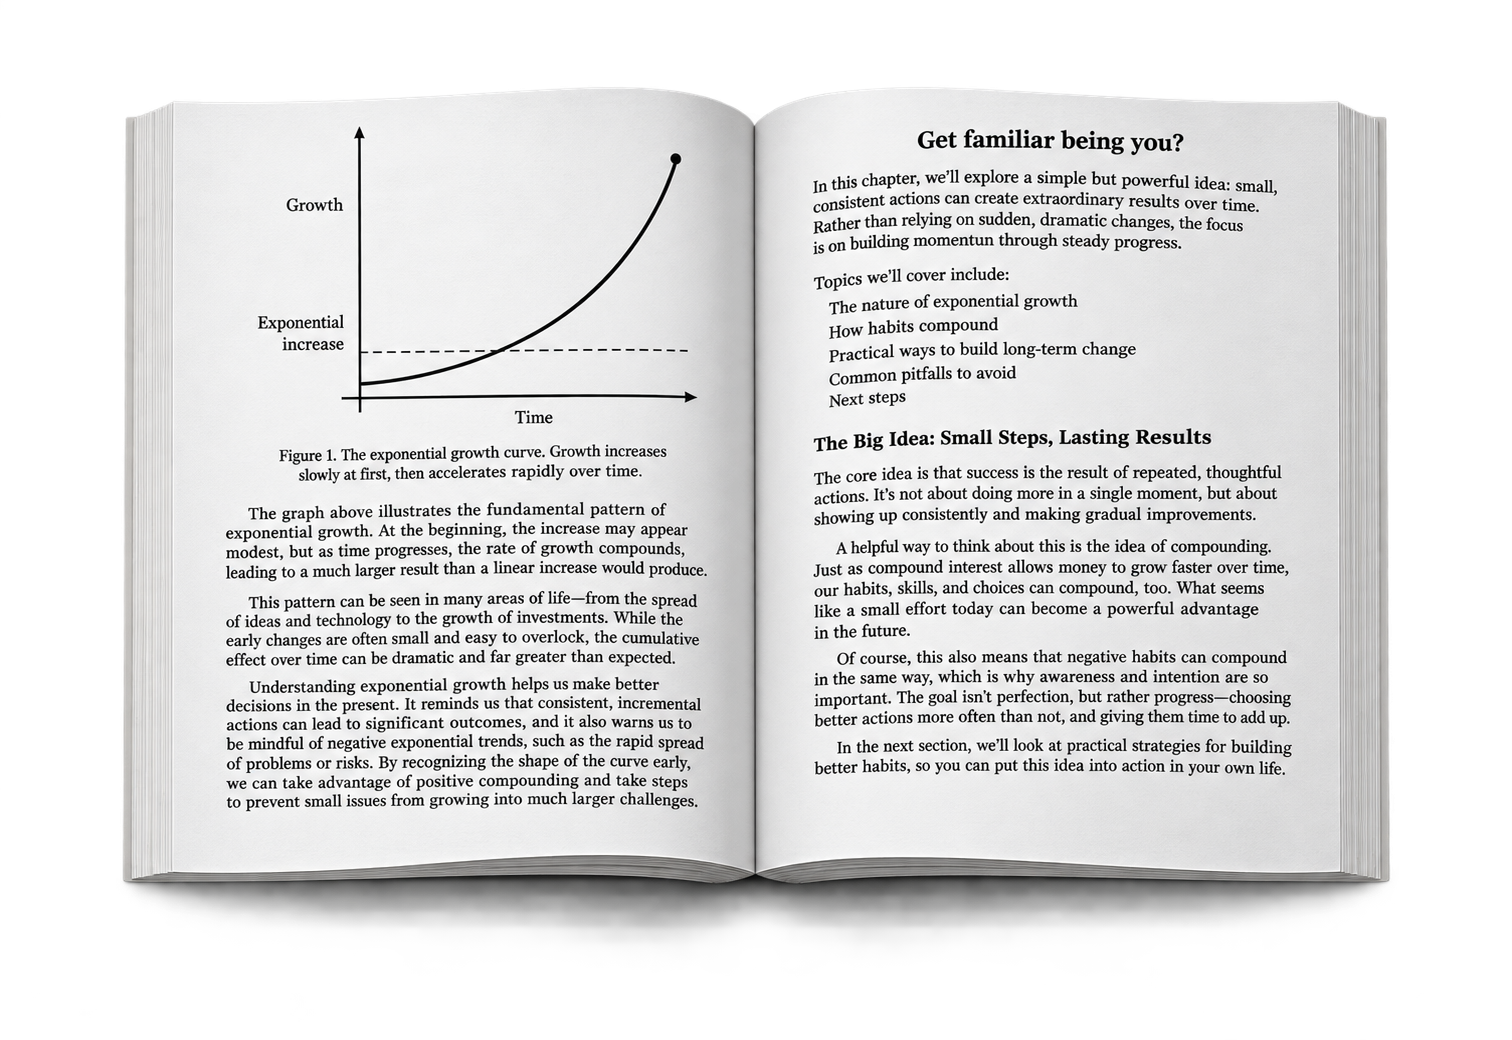 Growth
Exponential
increase
Time
Figure 1. The exponential growth curve. Growth increases
slowly at first, then accelerates rapidly over time.
The graph above illustrates the fundamental pattern of
exponential growth. At the beginning, the increase may appear
modest, but as time progresses, the rate of growth compounds,
leading to a much larger result than a linear increase would produce.
This pattern can be seen in many areas of life—from the spread
of ideas and technology to the growth of investments. While the
early changes are often small and easy to overlook, the cumulative
effect over time can be dramatic and far greater than expected.
Understanding exponential growth helps us make better
decisions in the present. It reminds us that consistent, incremental
actions can lead to significant outcomes, and it also warns us to
be mindful of negative exponential trends, such as the rapid spread
of problems or risks. By recognizing the shape of the curve early,
we can take advantage of positive compounding and take steps
to prevent small issues from growing into much larger challenges.
Get familiar being you?
In this chapter, we'll explore a simple but powerful idea: small,
consistent actions can create extraordinary results over time.
Rather than relying on sudden, dramatic changes, the focus
is on building momentun through steady progress.
Topics we'll cover include:
The nature of exponential growth
How habits compound
Practical ways to build long-term change
Common pitfalls to avoid
Next steps
The Big Idea: Small Steps, Lasting Results
The core idea is that success is the result of repeated, thoughtful
actions. It's not about doing more in a single moment, but about
showing up consistently and making gradual improvements.
A helpful way to think about this is the idea of compounding.
Just as compound interest allows money to grow faster over time,
our habits, skills, and choices can compound, too. What seems
like a small effort today can become a powerful advantage
in the future.
Of course, this also means that negative habits can compound
in the same way, which is why awareness and intention are so
important. The goal isn't perfection, but rather progress—choosing
better actions more often than not, and giving them time to add up.
In the next section, we'll look at practical strategies for building
better habits, so you can put this idea into action in your own life.